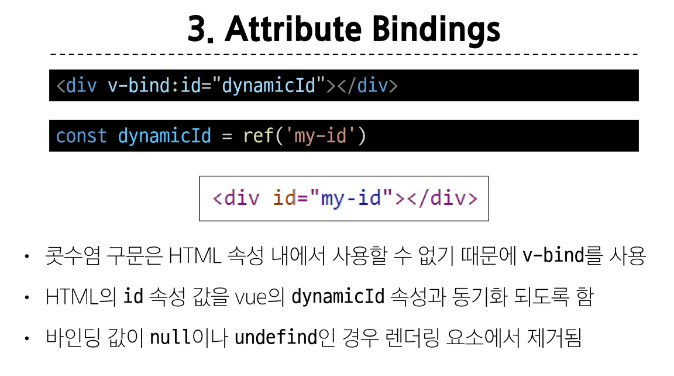 3. Attribute Bindings
<div v-bind:id="dynamicId"></div>
const dynamicId = ref('my-id')
<div id="my-id"></div>
• 콧수염 구문은 HTML 속성 내에서 사용할 수 없기 때문에 v-bind를 사용
• HTML의 id 속성 값을 vue의 dynamicId 속성과 동기화 되도록 함
• 바인딩 값이 null이나 undefind인 경우 렌더링 요소에서 제거됨